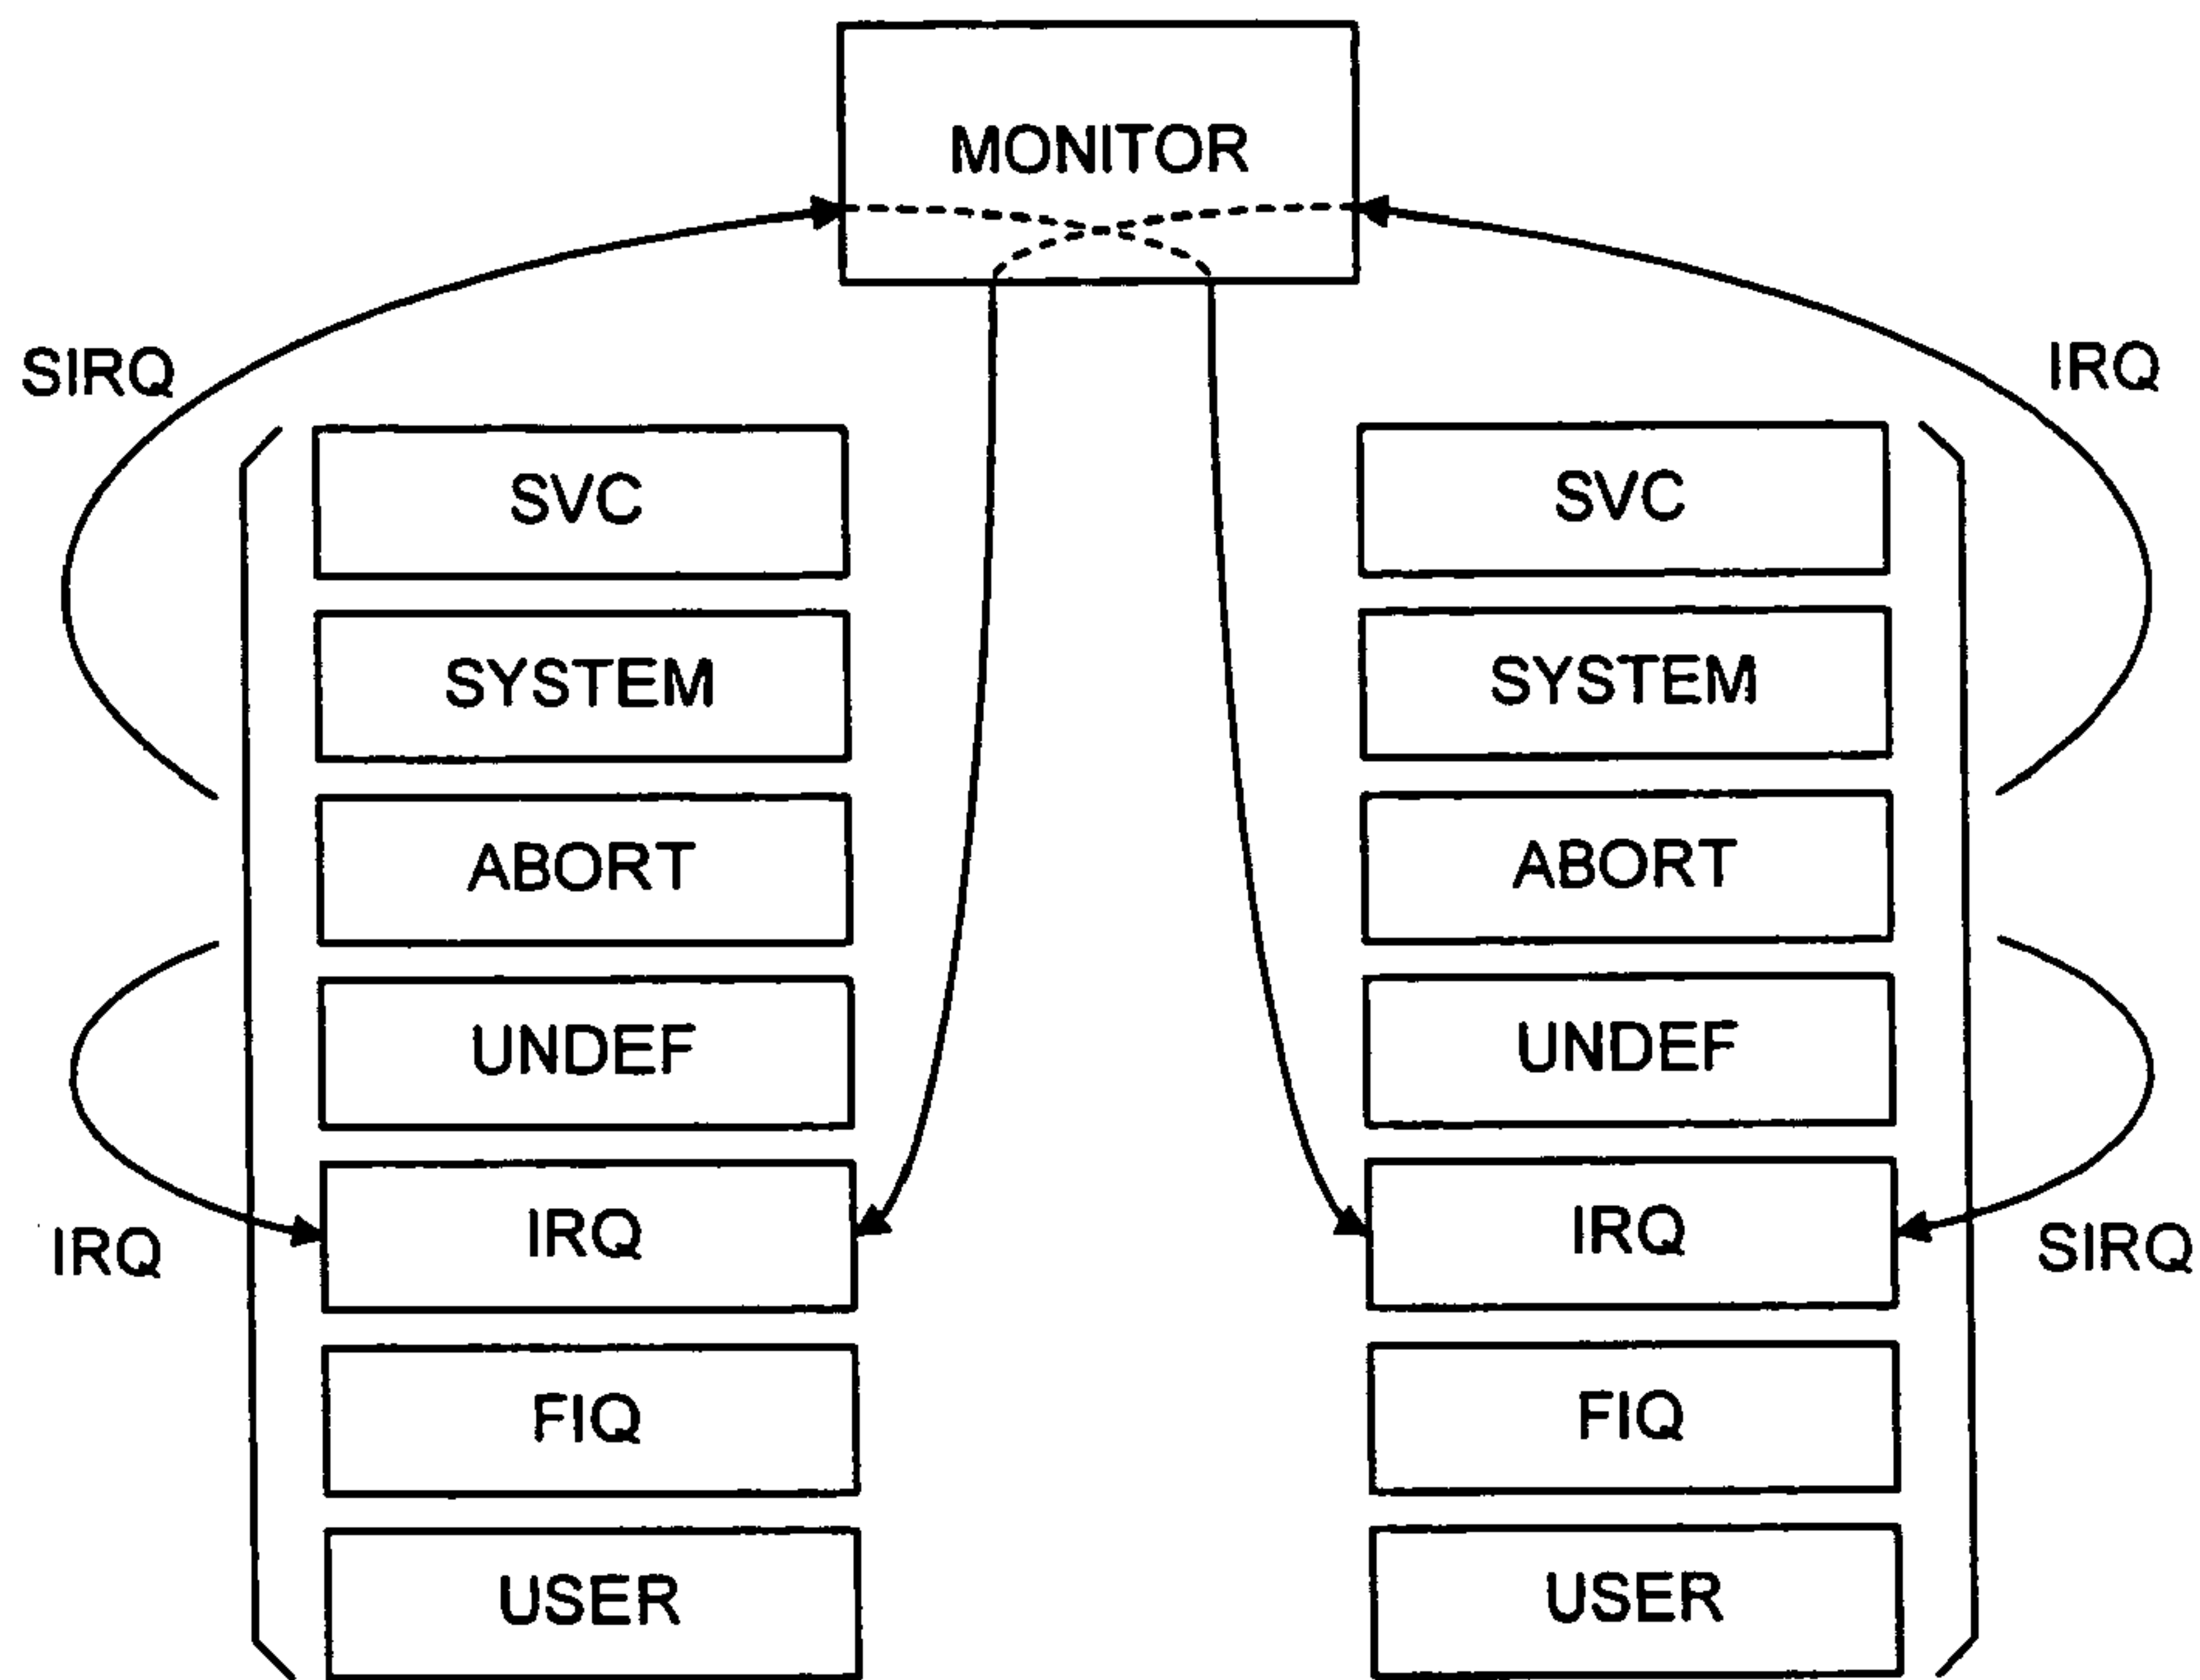 MONITOR
SIRQ
IRQ
SVC
SVC
SYSTEM
SYSTEM
ABORT
ABORT
UNDEF
UNDEF
IRQ
IRQ
IRQ
SIRQ
FIQ
FIQ
USER
USER